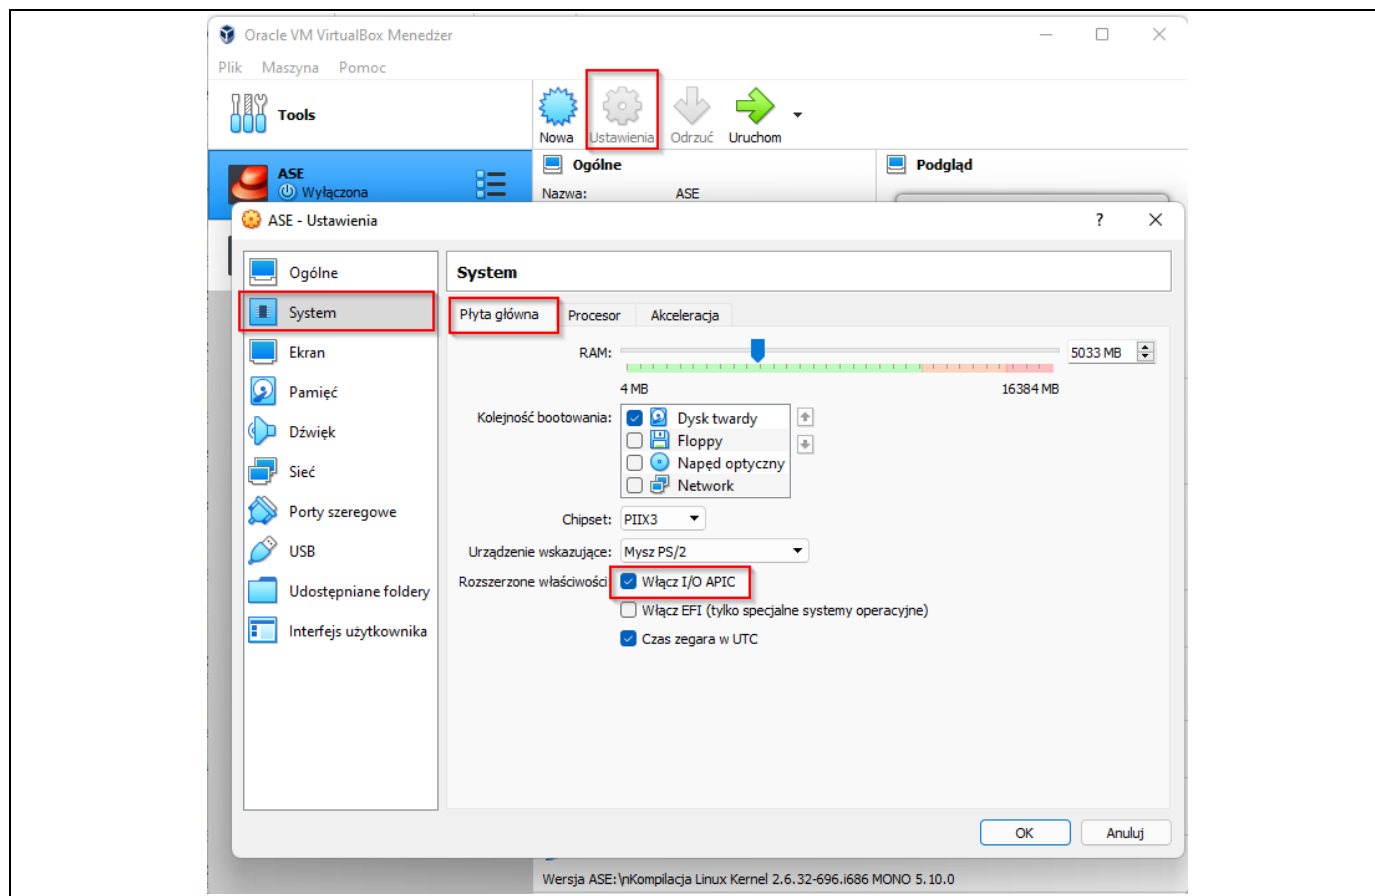 Oracle VM VirtualBox Menedżer
Plik Maszyna Pomoc
Tools
Nowa Ustawienia Odrzuć Uruchom
ASE
Wyłączona
Ogólne
Nazwa: ASE
Podgląd
ASE - Ustawienia
?
Ogólne
System
Ekran
Pamięć
Dźwięk
Sieć
Porty szeregowe
USB
Udostępniane foldery
Interfejs użytkownika
System
Płyta główna Procesor Akceleracja
RAM: 5033 MB
4 MB 16384 MB
Kolejność bootowania: Dysk twardy
Floppy
Napęd optyczny
Network
Chipset: PIIX3
Urządzenie wskazujące: Mysz PS/2
Rozszerzone właściwości: Włącz I/O APIC
Włącz EFI (tylko specjalne systemy operacyjne)
Czas zegara w UTC
OK Anuluj
Wersja ASE:\nKompilacja Linux Kernel 2.6.32-696.i686 MONO 5.10.0